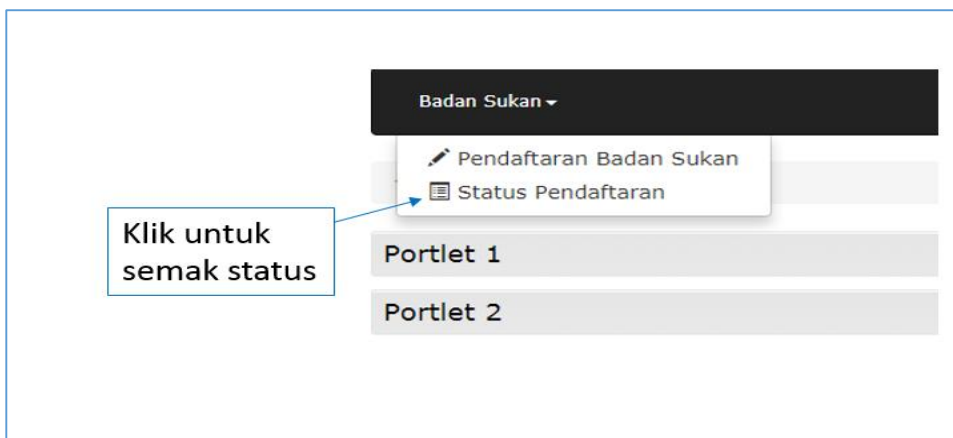 Badan Sukan
Pendaftaran Badan Sukan
Status Pendaftaran
Klik untuk
semak status
Portlet 1
Portlet 2